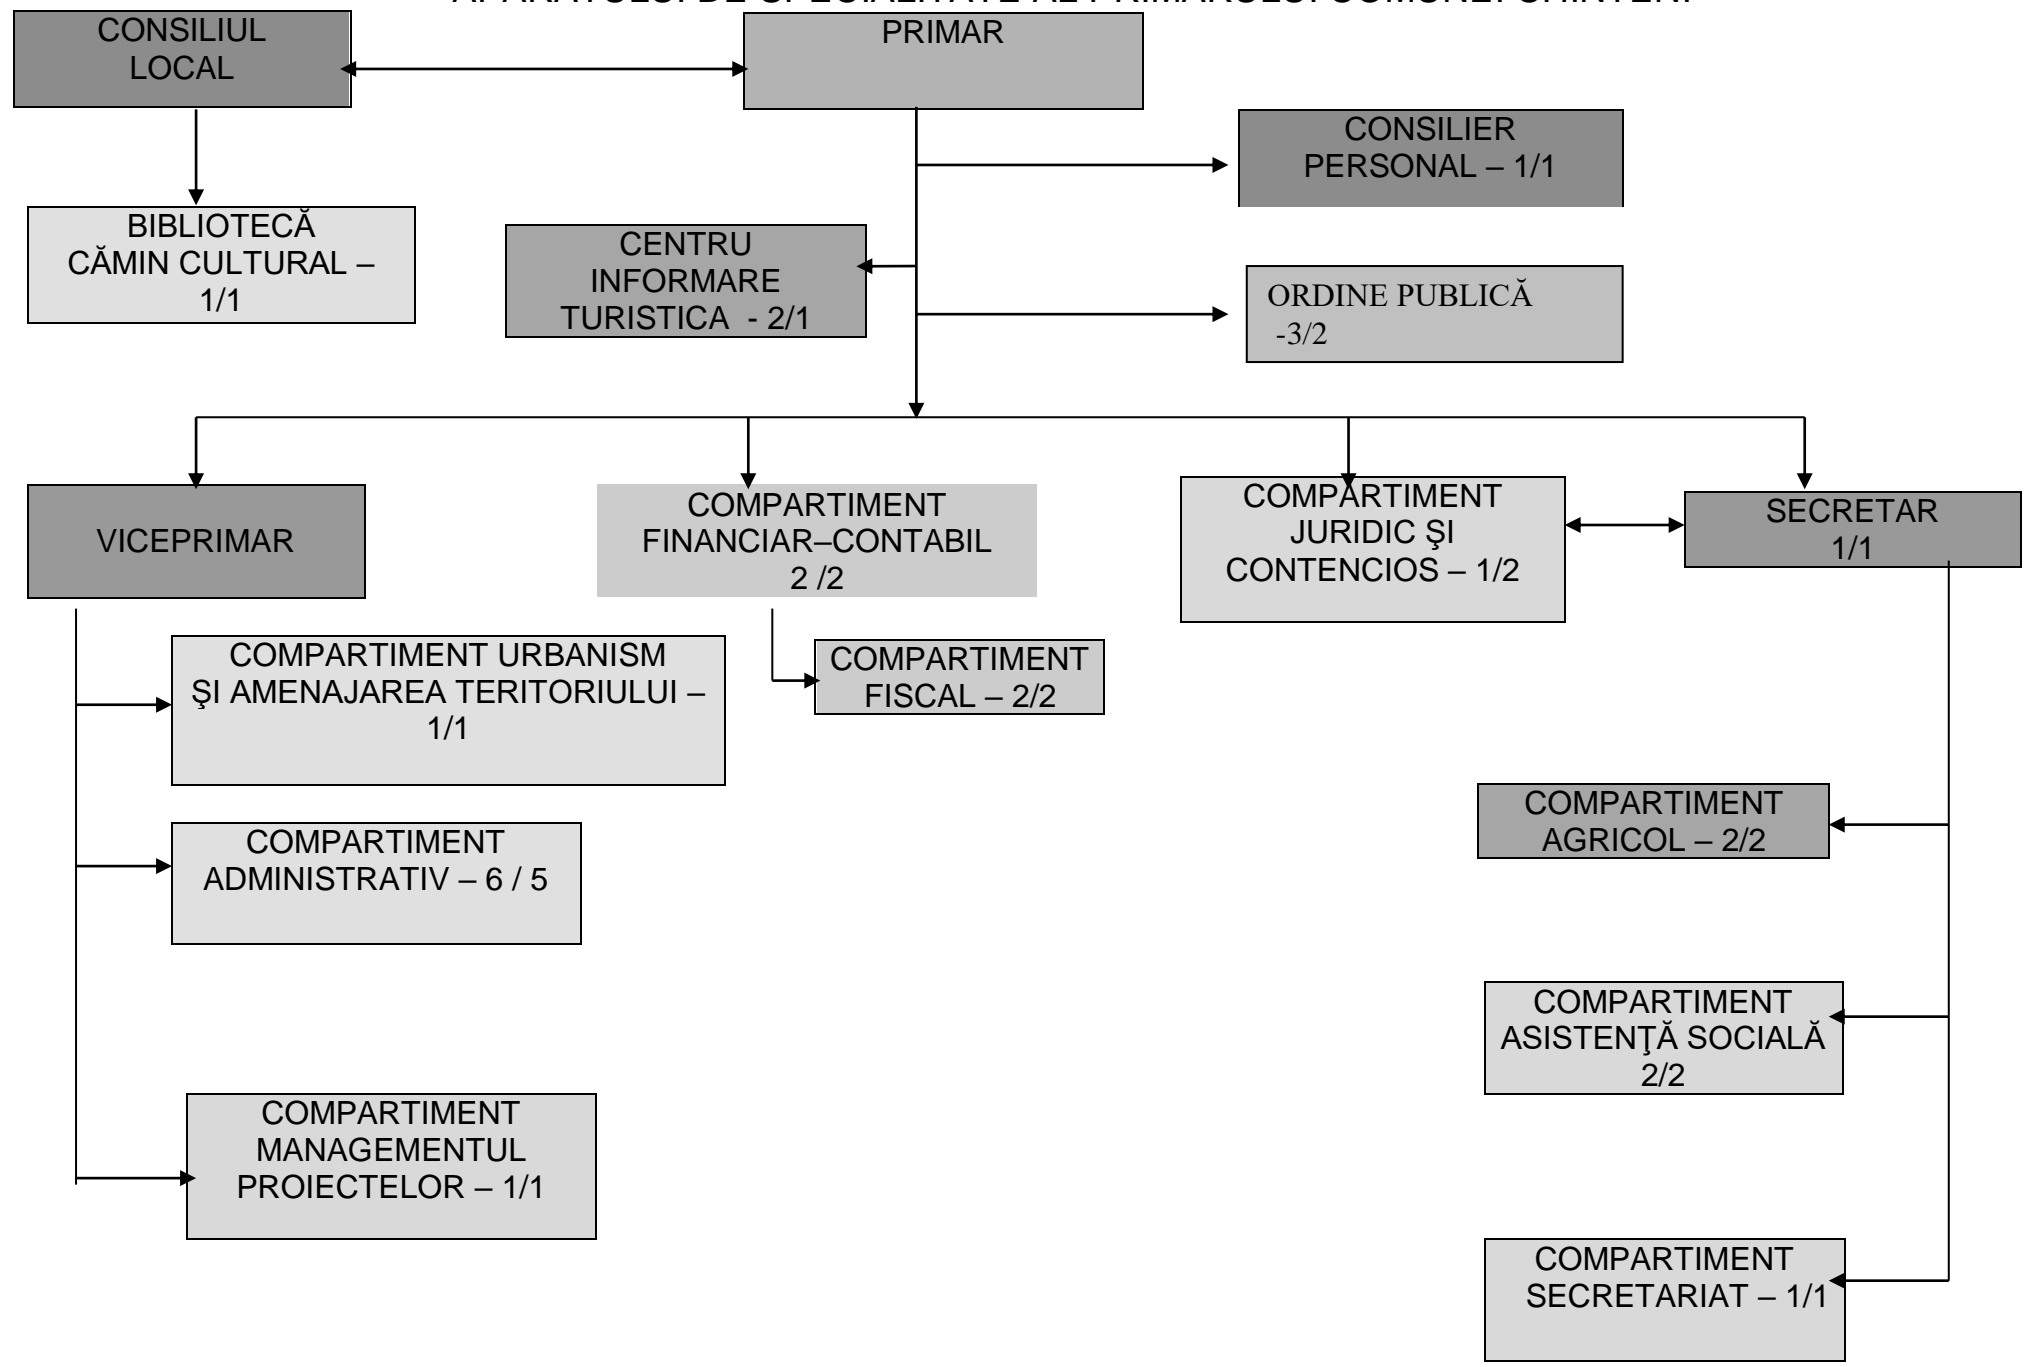 CONSILIUL
LOCAL
PRIMAR
CONSILIER
PERSONAL – 1/1
BIBLIOTECĂ
CĂMIN CULTURAL –
1/1
CENTRU
INFORMARE
TURISTICA - 2/1
ORDINE PUBLICĂ
-3/2
VICEPRIMAR
COMPARTIMENT
FINANCIAR–CONTABIL
2 /2
COMPARTIMENT
JURIDIC ŞI
CONTENCIOS – 1/2
SECRETAR
1/1
COMPARTIMENT URBANISM
ŞI AMENAJAREA TERITORIULUI –
1/1
COMPARTIMENT
FISCAL – 2/2
COMPARTIMENT
ADMINISTRATIV – 6 / 5
COMPARTIMENT
AGRICOL – 2/2
COMPARTIMENT
ASISTENŢĂ SOCIALĂ
2/2
COMPARTIMENT
MANAGEMENTUL
PROIECTELOR – 1/1
COMPARTIMENT
SECRETARIAT – 1/1